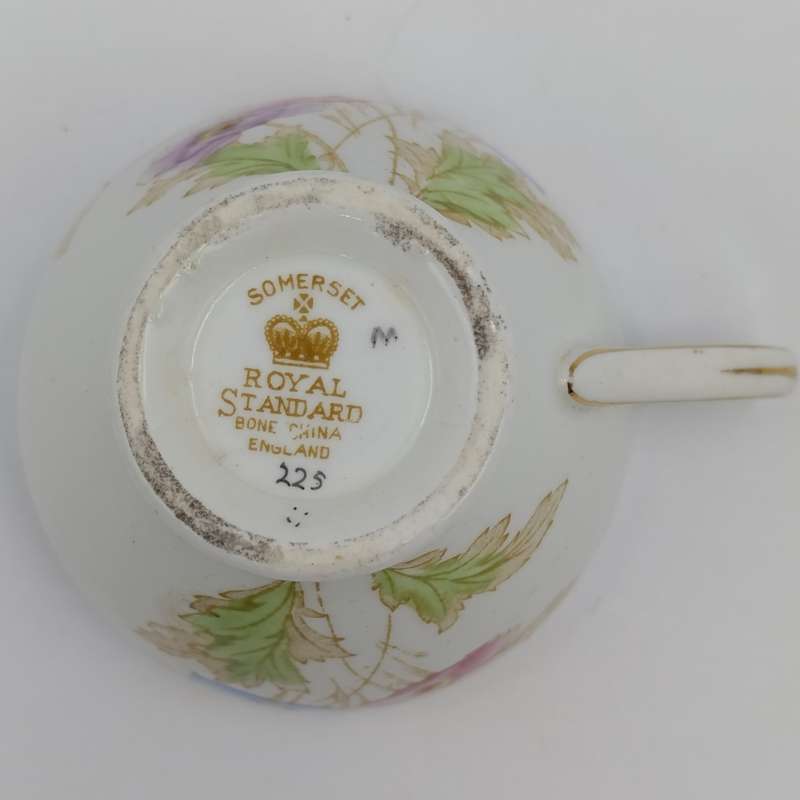 SOMERSET
M
ROYAL
STANDARD
BONE CHINA
ENGLAND
225